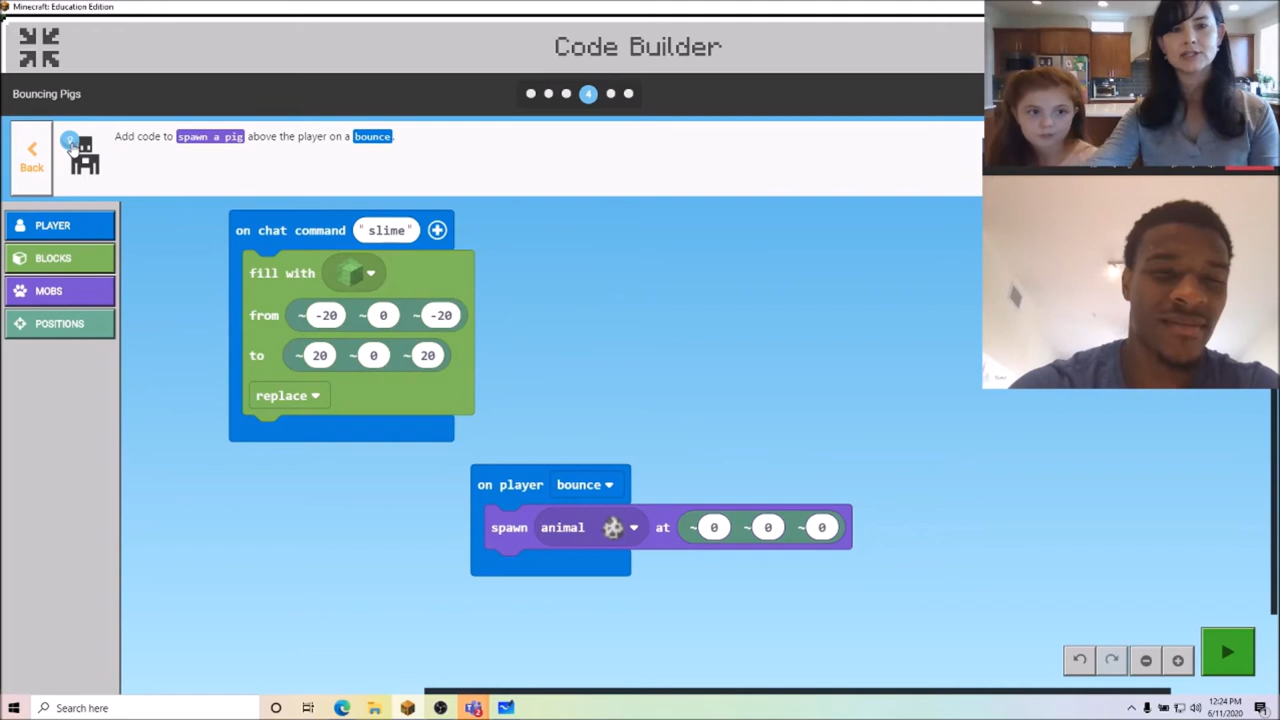 Minecraft: Education Edition
Code Builder
Bouncing Pigs
4
Add code to spawn a pig above the player on a bounce.
Back
PLAYER
BLOCKS
MOBS
POSITIONS
on chat command "slime"
fill with
from ~ -20 ~ 0 ~ -20
to ~ 20 ~ 0 ~ 20
replace
on player bounce
spawn animal at ~ 0 ~ 0 ~ 0
Search here
12:24 PM
6/11/2020